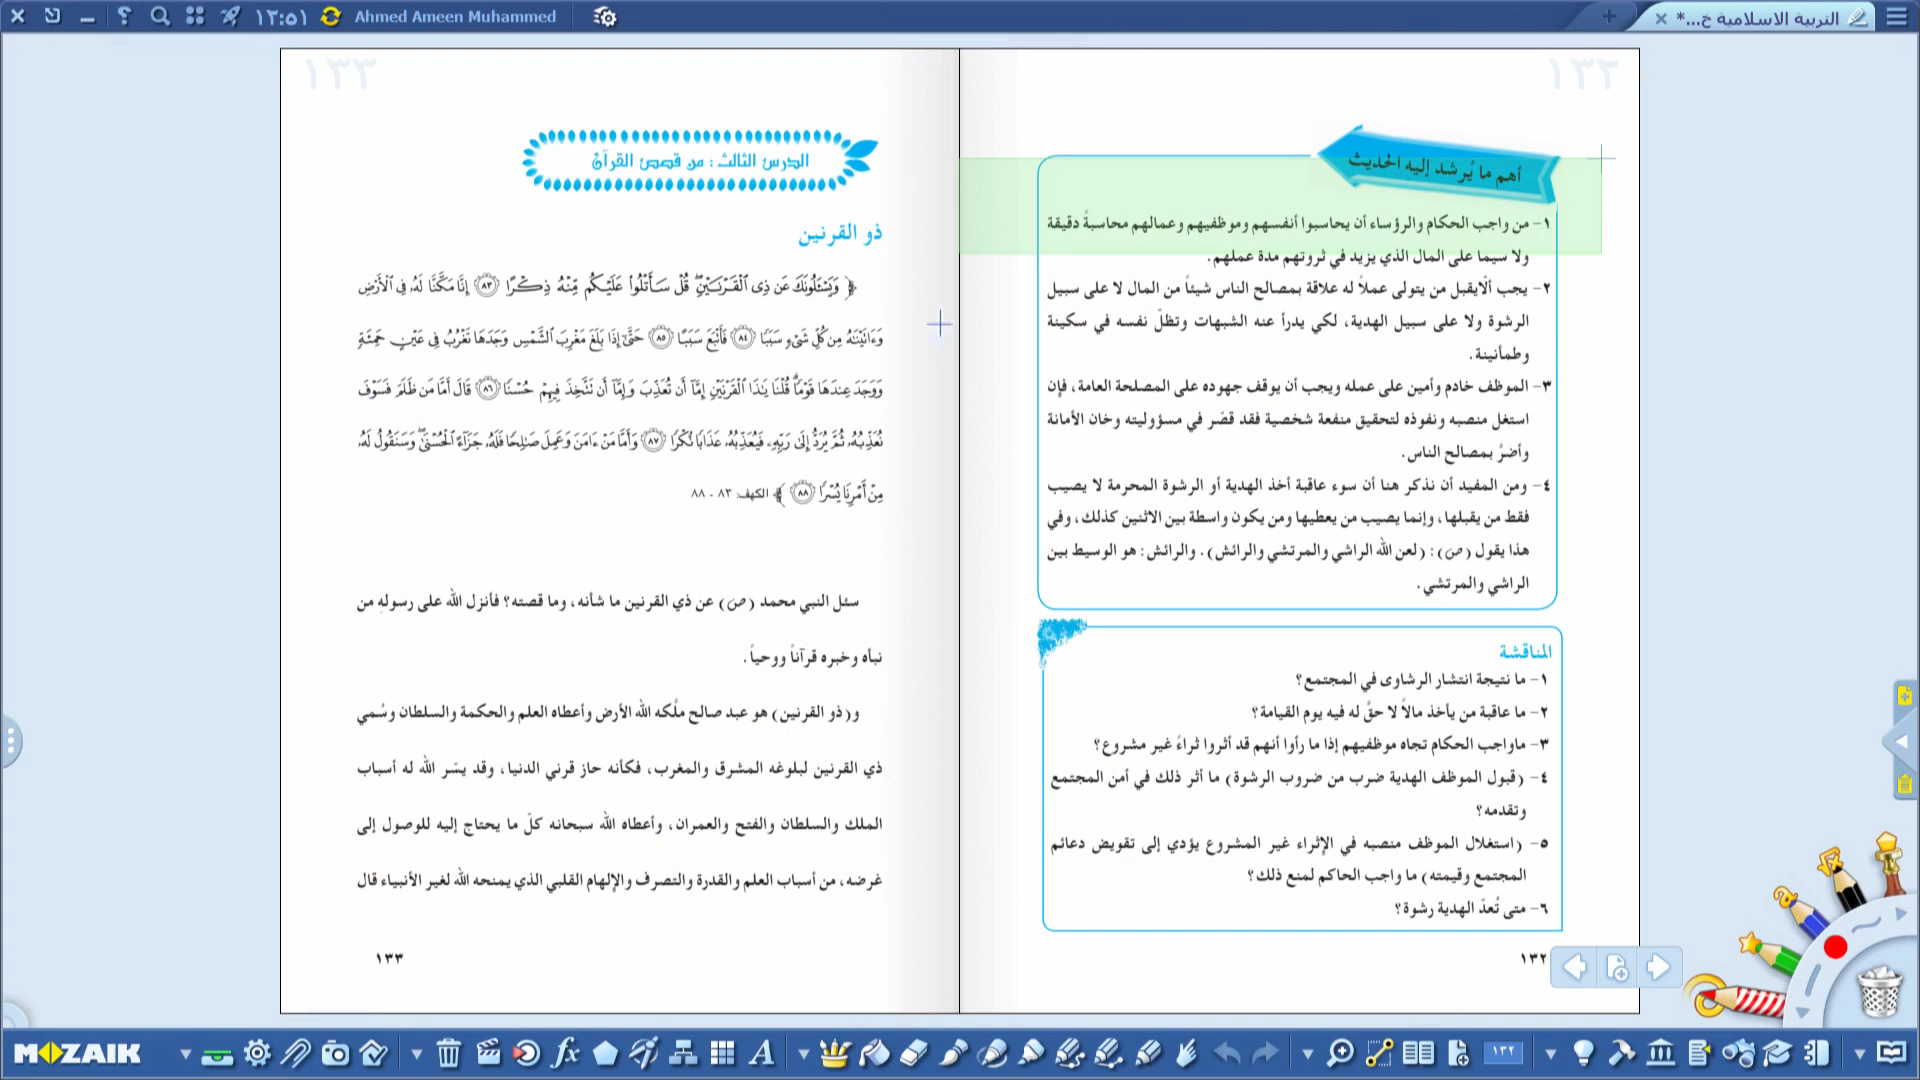 التربية الاسلامية خ...*
Ahmed Ameen Muhammed
١٢:٥١
١٣٢
أهم ما يُرشد إليه الحديث
١- من واجب الحكام والرؤساء أن يحاسبوا أنفسهم وموظفيهم وعمالهم محاسبةً دقيقة
ولا سيما على المال الذي يزيد في ثروتهم مدة عملهم.
٢- يجب ألّايقبل من يتولى عملاً له علاقة بمصالح الناس شيئاً من المال لا على سبيل
الرشوة ولا على سبيل الهدية، لكي يدرأ عنه الشبهات وتظلّ نفسه في سكينة
وطمأنينة.
٣- الموظف خادم وأمين على عمله ويجب أن يوقف جهوده على المصلحة العامة، فإن
استغل منصبه ونفوذه لتحقيق منفعة شخصية فقد قصّر في مسؤوليته وخان الأمانة
وأضرّ بمصالح الناس.
٤- ومن المفيد أن نذكر هنا أن سوء عاقبة أخذ الهدية أو الرشوة المحرمة لا يصيب
فقط من يقبلها، وإنما يصيب من يعطيها ومن يكون واسطة بين الاثنين كذلك، وفي
هذا يقول (ص): (لعن الله الراشي والمرتشي والرائش). والرائش: هو الوسيط بين
الراشي والمرتشي.
المناقشة
١- ما نتيجة انتشار الرشاوى في المجتمع؟
٢- ما عاقبة من يأخذ مالاً لا حقَّ له فيه يوم القيامة؟
٣- ماواجب الحكام تجاه موظفيهم إذا ما رأوا أنهم قد أثروا ثراءً غير مشروع؟
٤- (قبول الموظف الهدية ضرب من ضروب الرشوة) ما أثر ذلك في أمن المجتمع
وتقدمه؟
٥- (استغلال الموظف منصبه في الإثراء غير المشروع يؤدي إلى تقويض دعائم
المجتمع وقيمته) ما واجب الحاكم لمنع ذلك؟
٦- متى تُعدّ الهدية رشوة؟
١٣٢
١٣٣
الدرس الثالث : من قصص القرآن
ذو القرنين
﴿ وَيَسْـَٔلُونَكَ عَن ذِى ٱلْقَرْنَيْنِ ۖ قُلْ سَأَتْلُوا۟ عَلَيْكُم مِّنْهُ ذِكْرًا ٨٣ إِنَّا مَكَّنَّا لَهُۥ فِى ٱلْأَرْضِ
وَءَاتَيْنَٰهُ مِن كُلِّ شَىْءٍ سَبَبًا ٨٤ فَأَتْبَعَ سَبَبًا ٨٥ حَتَّىٰٓ إِذَا بَلَغَ مَغْرِبَ ٱلشَّمْسِ وَجَدَهَا تَغْرُبُ فِى عَيْنٍ حَمِئَةٍ
وَوَجَدَ عِندَهَا قَوْمًا ۗ قُلْنَا يَٰذَا ٱلْقَرْنَيْنِ إِمَّآ أَن تُعَذِّبَ وَإِمَّآ أَن تَتَّخِذَ فِيهِمْ حُسْنًا ٨٦ قَالَ أَمَّا مَن ظَلَمَ فَسَوْفَ
نُعَذِّبُهُۥ ثُمَّ يُرَدُّ إِلَىٰ رَبِّهِۦ فَيُعَذِّبُهُۥ عَذَابًا نُّكْرًا ٨٧ وَأَمَّا مَنْ ءَامَنَ وَعَمِلَ صَٰلِحًا فَلَهُۥ جَزَآءً ٱلْحُسْنَىٰ ۖ وَسَنَقُولُ لَهُۥ
مِنْ أَمْرِنَا يُسْرًا ٨٨ ﴾ الكهف: ٨٣ - ٨٨
سئل النبي محمد (ص) عن ذي القرنين ما شأنه، وما قصته؟ فأنزل الله على رسولهِ من
نبأه وخبره قرآناً ووحياً.
و(ذو القرنين) هو عبد صالح ملَّكه الله الأرض وأعطاه العلم والحكمة والسلطان وسُمي
ذي القرنين لبلوغه المشرق والمغرب، فكأنه حاز قرني الدنيا، وقد يسّر الله له أسباب
الملك والسلطان والفتح والعمران، وأعطاه الله سبحانه كلّ ما يحتاج إليه للوصول إلى
غرضه، من أسباب العلم والقدرة والتصرف والإلهام القلبي الذي يمنحه الله لغير الأنبياء قال
١٣٣
MOZAIK
١٣٢